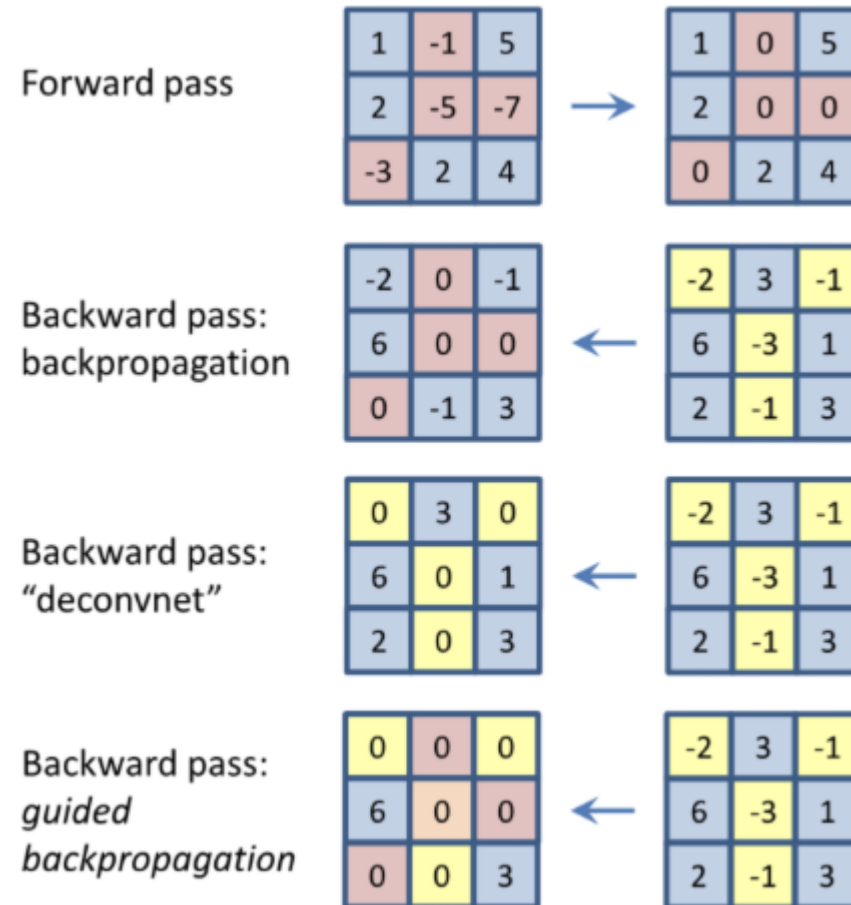 Forward pass
1 -1 5 1 0 5
2 -5 -7 2 0 0
-3 2 4 0 2 4
Backward pass:
backpropagation
-2 0 -1 -2 3 -1
6 0 0 6 -3 1
0 -1 3 2 -1 3
Backward pass:
“deconvnet”
0 3 0 -2 3 -1
6 0 1 6 -3 1
2 0 3 2 -1 3
Backward pass:
guided
backpropagation
0 0 0 -2 3 -1
6 0 0 6 -3 1
0 0 3 2 -1 3